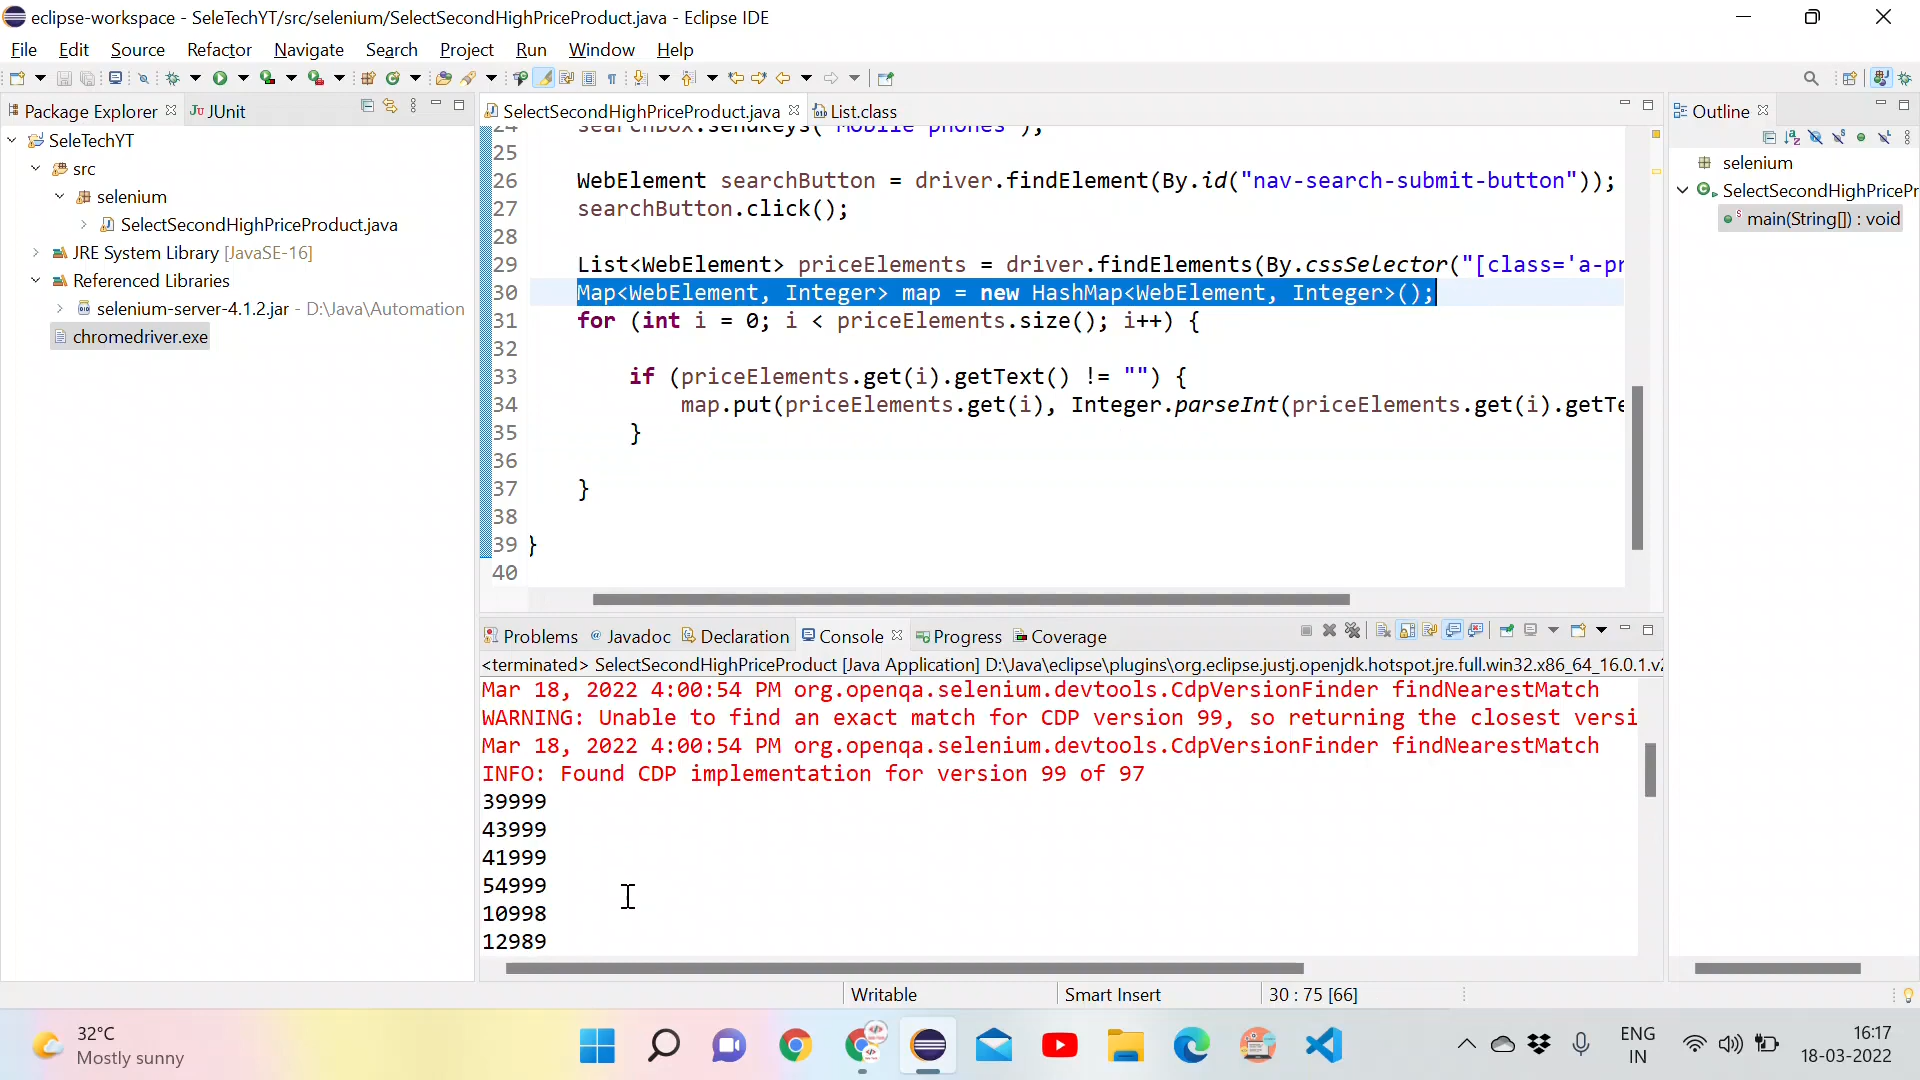 eclipse-workspace - SeleTechYT/src/selenium/SelectSecondHighPriceProduct.java - Eclipse IDE
File Edit Source Refactor Navigate Search Project Run Window Help
Package Explorer
JUnit
SeleTechYT
src
selenium
SelectSecondHighPriceProduct.java
JRE System Library [JavaSE-16]
Referenced Libraries
selenium-server-4.1.2.jar - D:\Java\Automation
chromedriver.exe
SelectSecondHighPriceProduct.java
List.class
24 searchBox.sendKeys("Mobile phones");
25
26 WebElement searchButton = driver.findElement(By.id("nav-search-submit-button"));
27 searchButton.click();
28
29 List<WebElement> priceElements = driver.findElements(By.cssSelector("[class='a-pr
30 Map<WebElement, Integer> map = new HashMap<WebElement, Integer>();
31 for (int i = 0; i < priceElements.size(); i++) {
32
33 if (priceElements.get(i).getText() != "") {
34 map.put(priceElements.get(i), Integer.parseInt(priceElements.get(i).getTe
35 }
36
37 }
38
39 }
40
Outline
selenium
SelectSecondHighPricePr
main(String[]) : void
Problems Javadoc Declaration Console Progress Coverage
<terminated> SelectSecondHighPriceProduct [Java Application] D:\Java\eclipse\plugins\org.eclipse.justj.openjdk.hotspot.jre.full.win32.x86_64_16.0.1.v2
Mar 18, 2022 4:00:54 PM org.openqa.selenium.devtools.CdpVersionFinder findNearestMatch
WARNING: Unable to find an exact match for CDP version 99, so returning the closest versi
Mar 18, 2022 4:00:54 PM org.openqa.selenium.devtools.CdpVersionFinder findNearestMatch
INFO: Found CDP implementation for version 99 of 97
39999
43999
41999
54999
10998
12989
Writable Smart Insert 30 : 75 [66]
32°C
Mostly sunny
ENG
IN
16:17
18-03-2022